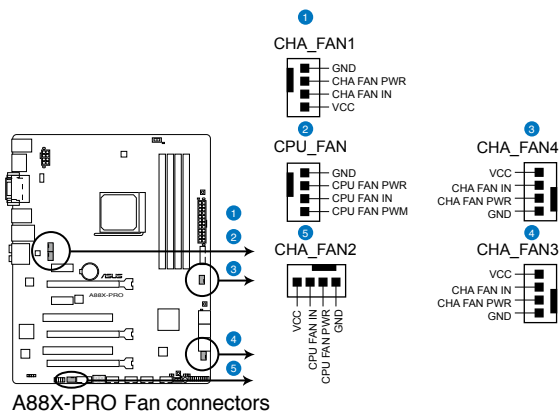 1
CHA_FAN1
GND
CHA FAN PWR
CHA FAN IN
VCC
2
CPU_FAN
GND
CPU FAN PWR
CPU FAN IN
CPU FAN PWM
3
CHA_FAN4
VCC
CHA FAN IN
CHA FAN PWR
GND
5
CHA_FAN2
VCC
CPU FAN IN
CPU FAN PWR
GND
4
CHA_FAN3
VCC
CHA FAN IN
CHA FAN PWR
GND
1
2
3
4
5
/SUS
A88X-PRO
A88X-PRO Fan connectors